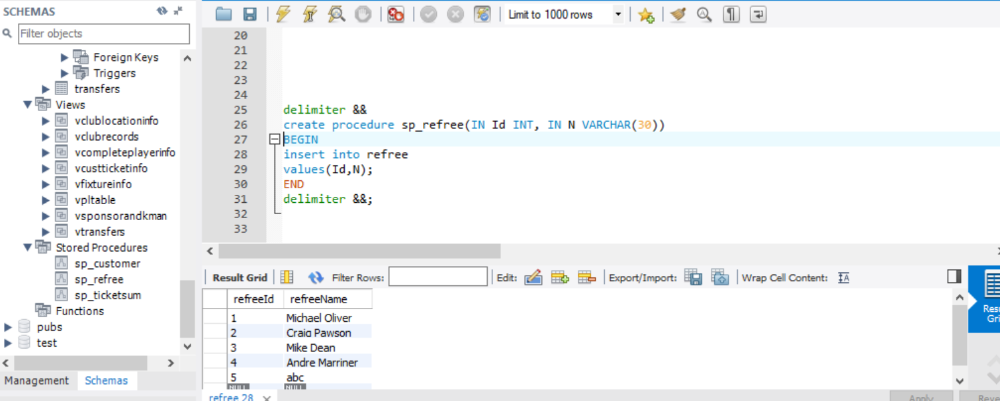 SCHEMAS
Filter objects
Foreign Keys
Triggers
transfers
Views
vclublocationinfo
vclubrecords
vcompleteplayerinfo
vcustticketinfo
vfixtureinfo
vpltable
vsponsorandkman
vtransfers
Stored Procedures
sp_customer
sp_refree
sp_ticketsum
Functions
pubs
test
Management Schemas
Limit to 1000 rows
20
21
22
23
24
25 delimiter &&
26 create procedure sp_refree(IN Id INT, IN N VARCHAR(30))
27 BEGIN
28 insert into refree
29 values(Id,N);
30 END
31 delimiter &&;
32
33
Result Grid Filter Rows: Edit: Export/Import: Wrap Cell Content:
refreeId refreeName
1 Michael Oliver
2 Craig Pawson
3 Mike Dean
4 Andre Marriner
5 abc
NULL NULL
refree 28
Apply